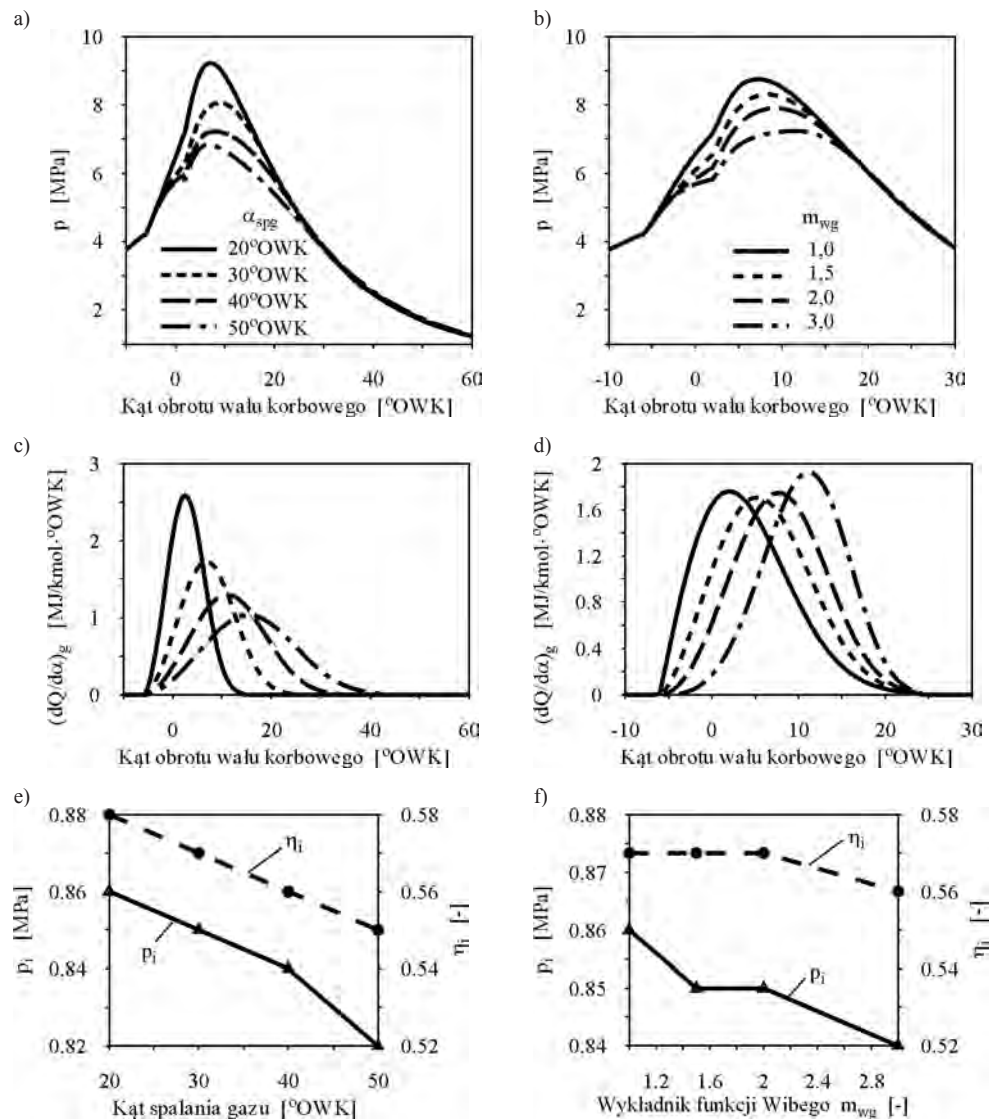 a)
10
8
6
4
2
p [MPa]
α_spg
20°OWK
30°OWK
40°OWK
50°OWK
0 20 40 60
Kąt obrotu wału korbowego [°OWK]
b)
10
8
6
4
2
p [MPa]
m_wg
1,0
1,5
2,0
3.0
-10 0 10 20 30
Kąt obrotu wału korbowego [°OWK]
c)
3
2
1
0
(dQ/dα)_g [MJ/kmol·°OWK]
0 20 40 60
Kąt obrotu wału korbowego [°OWK]
d)
2
1.6
1.2
0.8
0.4
0
(dQ/dα)_g [MJ/kmol·°OWK]
-10 0 10 20 30
Kąt obrotu wału korbowego [°OWK]
e)
0.88
0.86
0.84
0.82
p_i [MPa]
η_i
p_i
0.58
0.56
0.54
0.52
η_i [-]
20 30 40 50
Kąt spalania gazu [°OWK]
f)
0.88
0.87
0.86
0.85
0.84
p_i [MPa]
η_i
p_i
0.58
0.56
0.54
0.52
η_i [-]
1.2 1.6 2 2.4 2.8
Wykładnik funkcji Wibego m_wg [-]